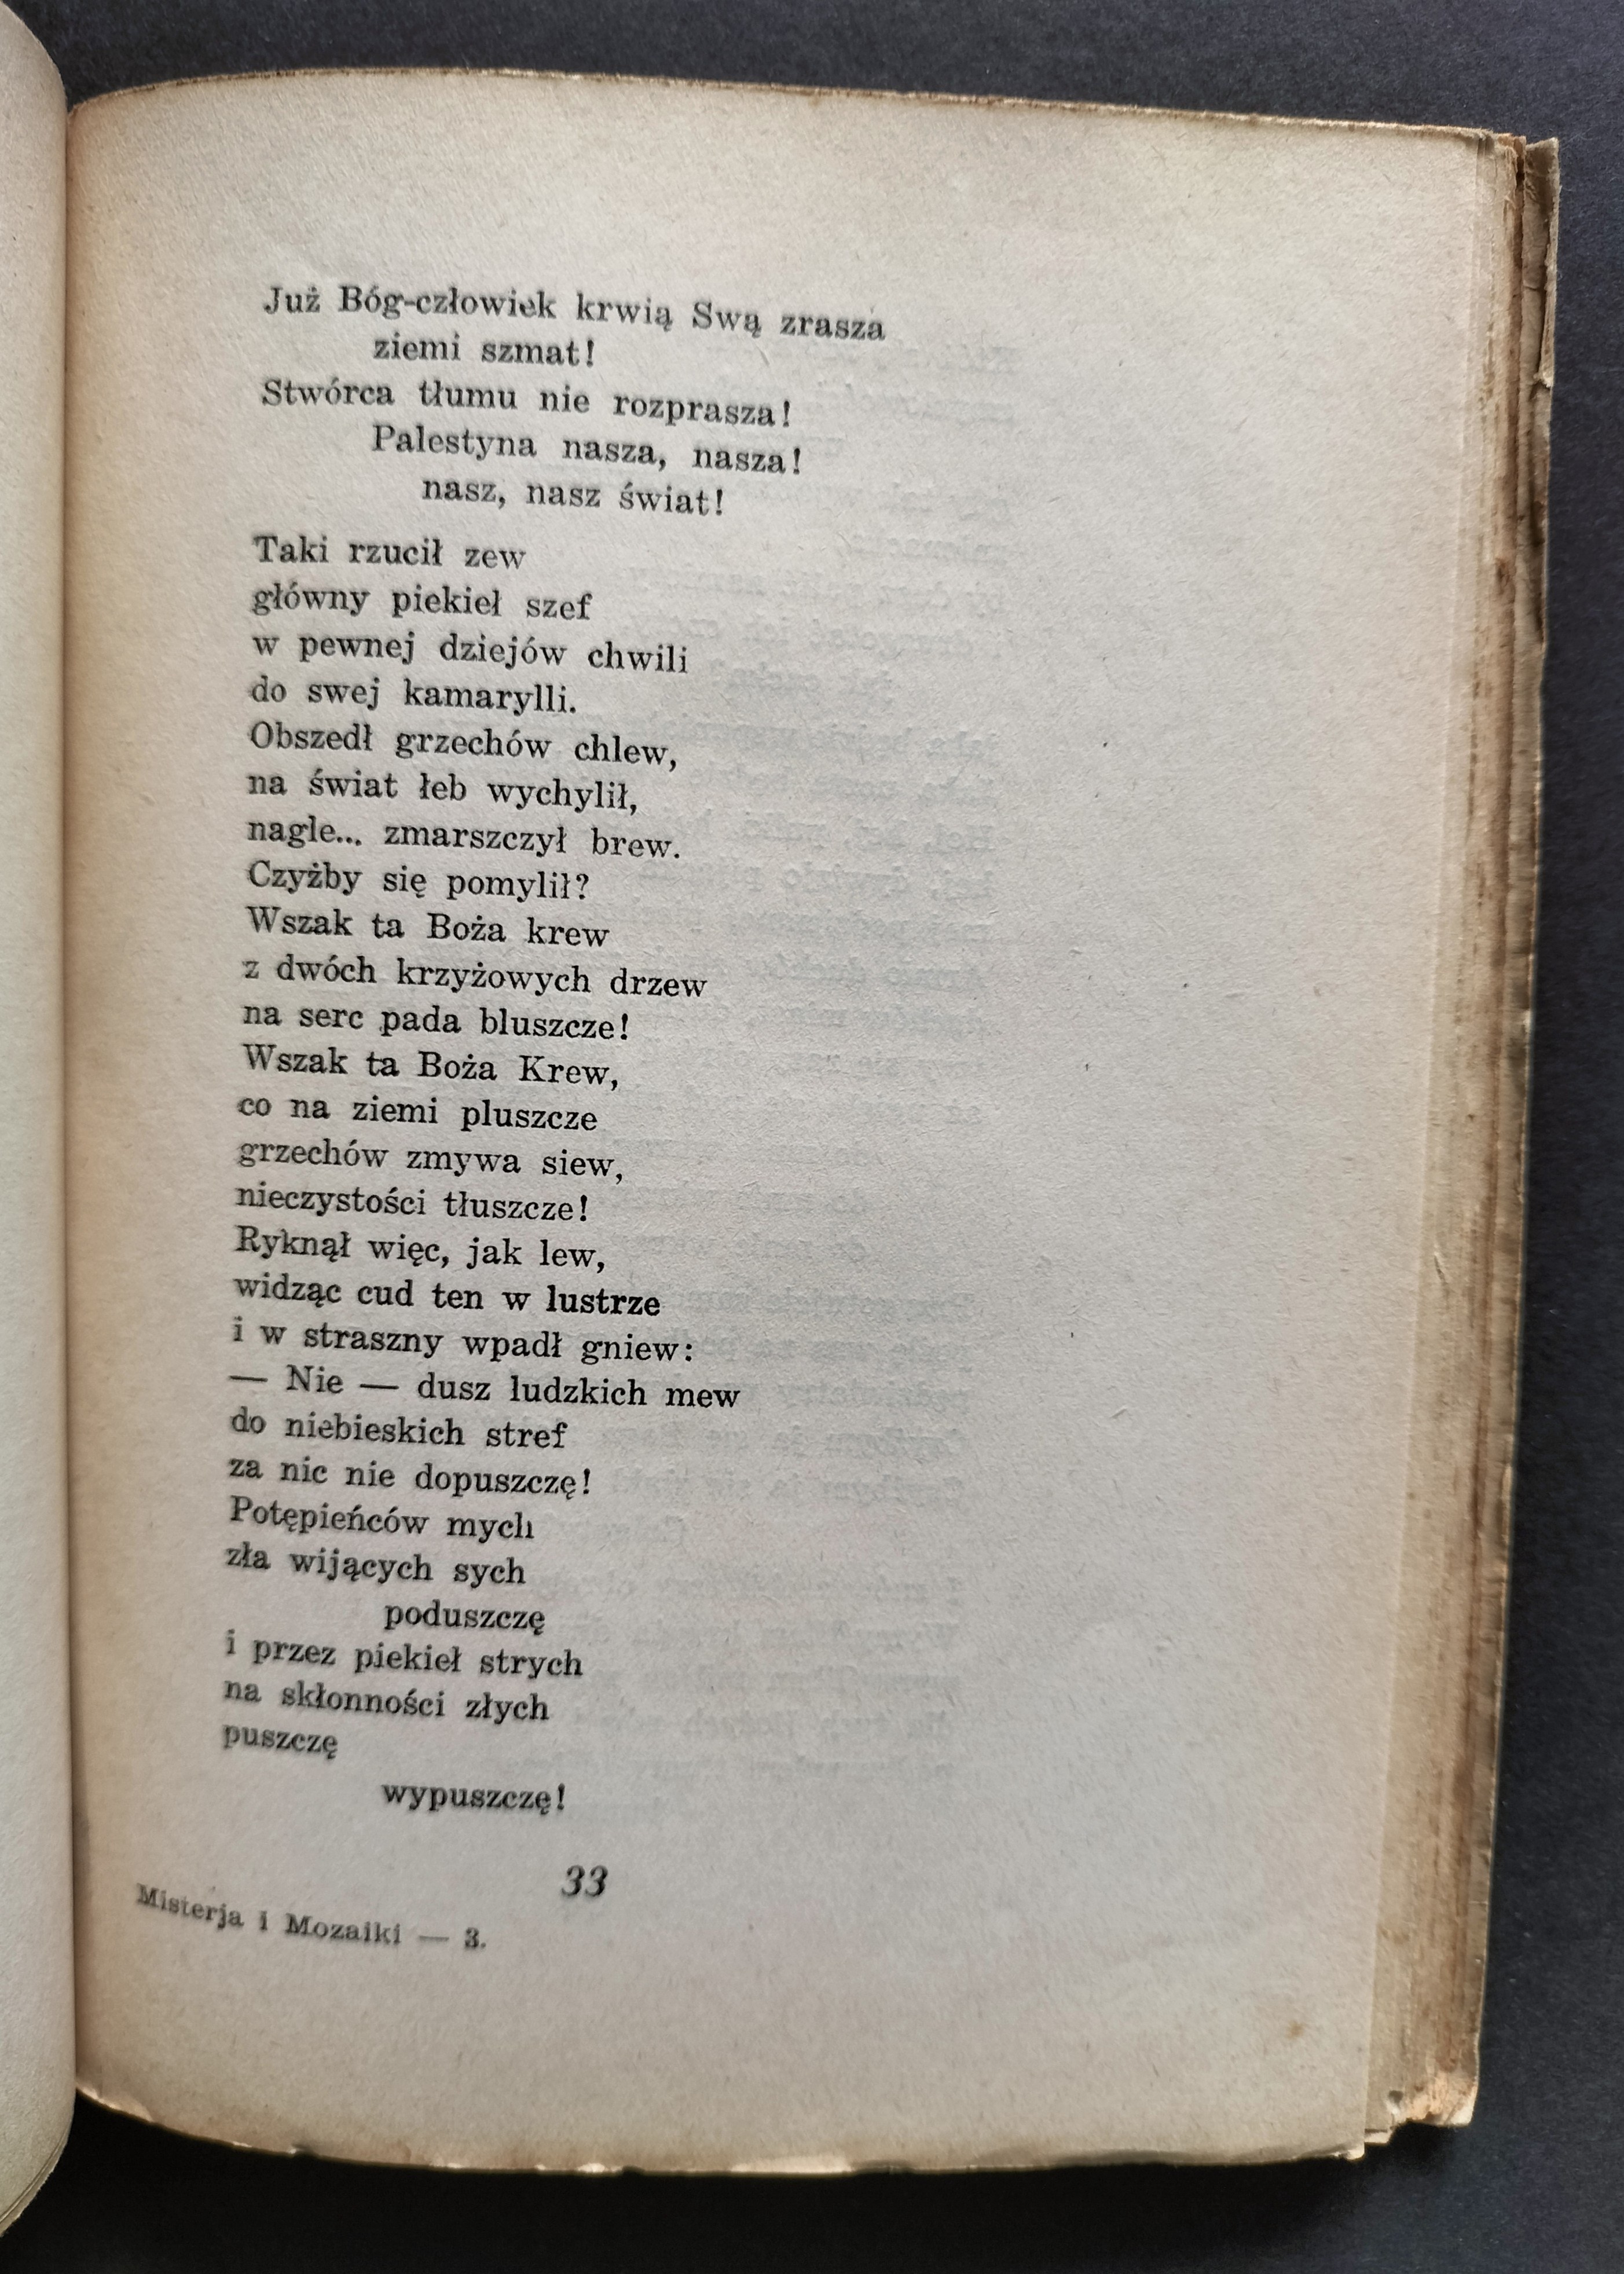 Już Bóg-człowiek krwią Swą zrasza
ziemi szmat!
Stwórca tłumu nie rozprasza!
Palestyna nasza, nasza!
nasz, nasz świat!
Taki rzucił zew
główny piekieł szef
w pewnej dziejów chwili
do swej kamarylli.
Obszedł grzechów chlew,
na świat łeb wychylił,
nagle... zmarszczył brew.
Czyżby się pomylił?
Wszak ta Boża krew
z dwóch krzyżowych drzew
na serc pada bluszcze!
Wszak ta Boża Krew,
co na ziemi pluszcze
grzechów zmywa siew,
nieczystości tłuszcze!
Ryknął więc, jak lew,
widząc cud ten w lustrze
i w straszny wpadł gniew:
— Nie — dusz ludzkich mew
do niebieskich stref
za nic nie dopuszczę!
Potępieńców mych
zła wijących sych
poduszczę
i przez piekieł strych
na skłonności złych
puszczę
wypuszczę!
33
Misterja i Mozaiki — 3.